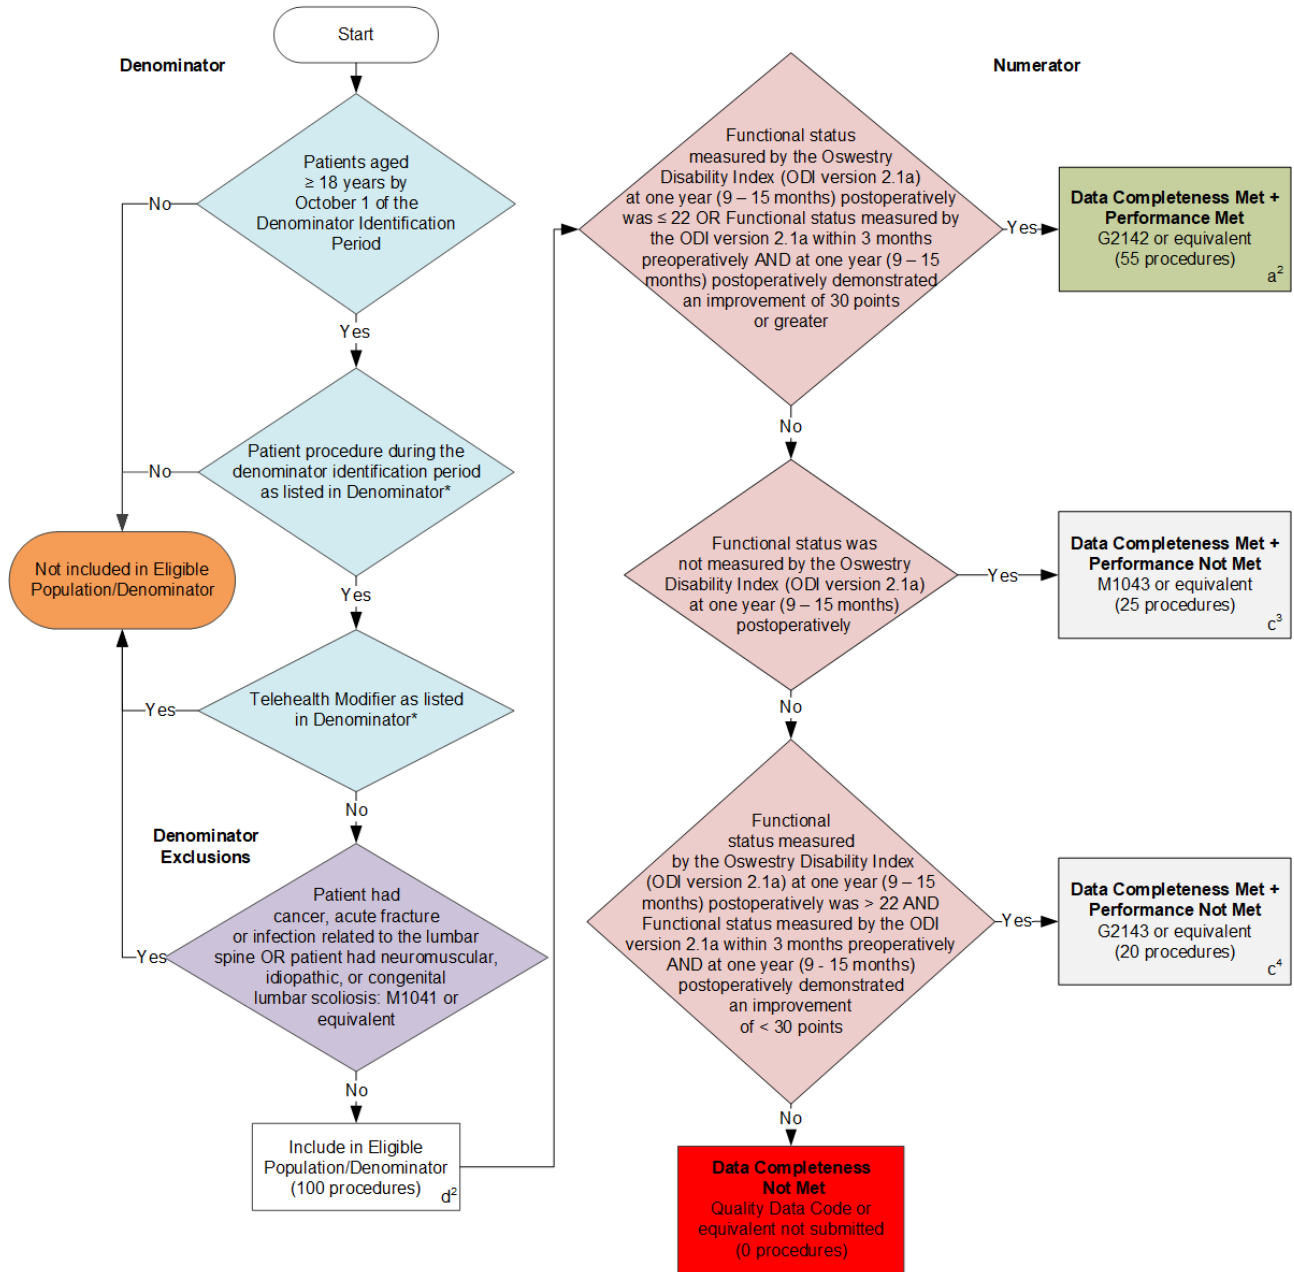 Start
Denominator
Patients aged
≥ 18 years by
October 1 of the
Denominator Identification
Period
No
Yes
Patient procedure during the
denominator identification period
as listed in Denominator*
No
Not included in Eligible
Population/Denominator
Yes
Telehealth Modifier as listed
in Denominator*
Yes
No
Denominator
Exclusions
Patient had
cancer, acute fracture
or infection related to the lumbar
spine OR patient had neuromuscular,
idiopathic, or congenital
lumbar scoliosis: M1041 or
equivalent
Yes
No
Include in Eligible
Population/Denominator
(100 procedures)
d²
Numerator
Functional status
measured by the Oswestry
Disability Index (ODI version 2.1a)
at one year (9 – 15 months) postoperatively
was ≤ 22 OR Functional status measured by
the ODI version 2.1a within 3 months
preoperatively AND at one year (9 – 15
months) postoperatively demonstrated
an improvement of 30 points
or greater
Yes
Data Completeness Met +
Performance Met
G2142 or equivalent
(55 procedures)
a²
No
Functional status was
not measured by the Oswestry
Disability Index (ODI version 2.1a)
at one year (9 – 15 months)
postoperatively
Yes
Data Completeness Met +
Performance Not Met
M1043 or equivalent
(25 procedures)
c³
No
Functional
status measured
by the Oswestry Disability Index
(ODI version 2.1a) at one year (9 – 15
months) postoperatively was > 22 AND
Functional status measured by the ODI
version 2.1a within 3 months preoperatively
AND at one year (9 - 15 months)
postoperatively demonstrated
an improvement
of < 30 points
Yes
Data Completeness Met +
Performance Not Met
G2143 or equivalent
(20 procedures)
c⁴
No
Data Completeness
Not Met
Quality Data Code or
equivalent not submitted
(0 procedures)